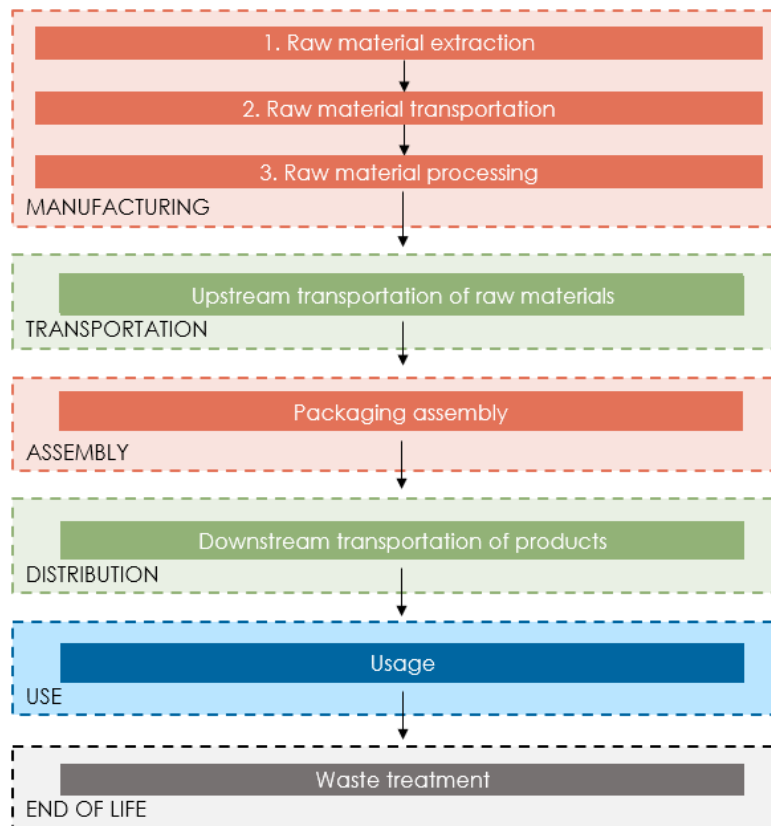 1. Raw material extraction
2. Raw material transportation
3. Raw material processing
MANUFACTURING
Upstream transportation of raw materials
TRANSPORTATION
Packaging assembly
ASSEMBLY
Downstream transportation of products
DISTRIBUTION
Usage
USE
Waste treatment
END OF LIFE